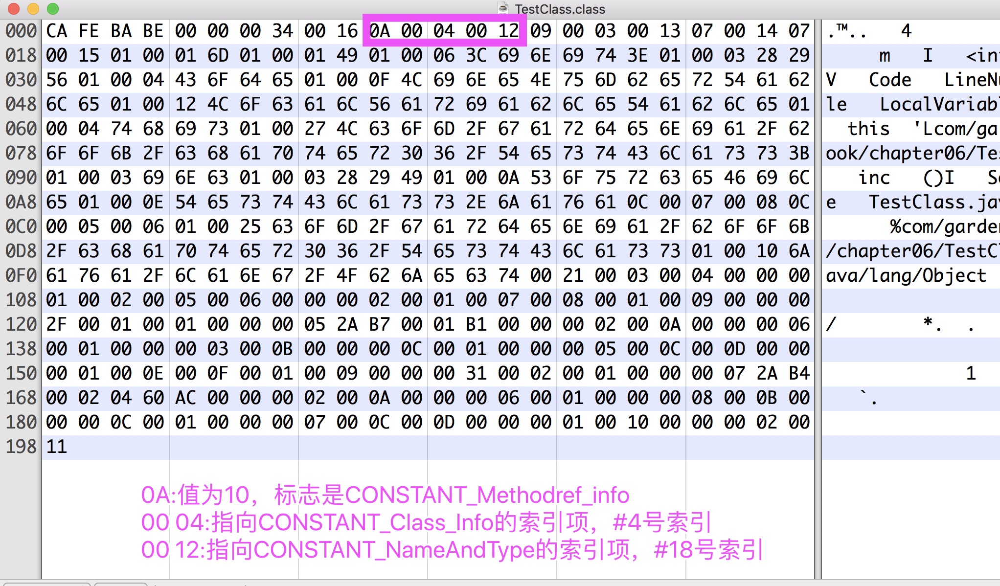 TestClass.class
000 CA FE BA BE 00 00 00 34 00 16 0A 00 04 00 12 09 00 03 00 13 07 00 14 07 .™.. 4
018 00 15 01 00 01 6D 01 00 01 49 01 00 06 3C 69 6E 69 74 3E 01 00 03 28 29 m I <in
030 56 01 00 04 43 6F 64 65 01 00 0F 4C 69 6E 65 4E 75 6D 62 65 72 54 61 62 V Code LineN
048 6C 65 01 00 12 4C 6F 63 61 6C 56 61 72 69 61 62 6C 65 54 61 62 6C 65 01 le LocalVariab
060 00 04 74 68 69 73 01 00 27 4C 63 6F 6D 2F 67 61 72 64 65 6E 69 61 2F 62 this 'Lcom/ga
078 6F 6F 6B 2F 63 68 61 70 74 65 72 30 36 2F 54 65 73 74 43 6C 61 73 73 3B ook/chapter06/Te
090 01 00 03 69 6E 63 01 00 03 28 29 49 01 00 0A 53 6F 75 72 63 65 46 69 6C inc ()I S
0A8 65 01 00 0E 54 65 73 74 43 6C 61 73 73 2E 6A 61 76 61 0C 00 07 00 08 0C e TestClass.ja
0C0 00 05 00 06 01 00 25 63 6F 6D 2F 67 61 72 64 65 6E 69 61 2F 62 6F 6F 6B %com/garde
0D8 2F 63 68 61 70 74 65 72 30 36 2F 54 65 73 74 43 6C 61 73 73 01 00 10 6A /chapter06/TestC
0F0 61 76 61 2F 6C 61 6E 67 2F 4F 62 6A 65 63 74 00 21 00 03 00 04 00 00 00 ava/lang/Object
108 01 00 02 00 05 00 06 00 00 00 02 00 01 00 07 00 08 00 01 00 09 00 00 00
120 2F 00 01 00 01 00 00 00 05 2A B7 00 01 B1 00 00 00 02 00 0A 00 00 00 06 / *. .
138 00 01 00 00 00 03 00 0B 00 00 00 0C 00 01 00 00 00 05 00 0C 00 0D 00 00
150 00 01 00 0E 00 0F 00 01 00 09 00 00 00 31 00 02 00 01 00 00 00 07 2A B4 1
168 00 02 04 60 AC 00 00 00 02 00 0A 00 00 00 06 00 01 00 00 00 08 00 0B 00 `.
180 00 00 0C 00 01 00 00 00 07 00 0C 00 0D 00 00 00 01 00 10 00 00 00 02 00
198 11
0A:值为10，标志是CONSTANT_Methodref_info
00 04:指向CONSTANT_Class_Info的索引项，#4号索引
00 12:指向CONSTANT_NameAndType的索引项，#18号索引